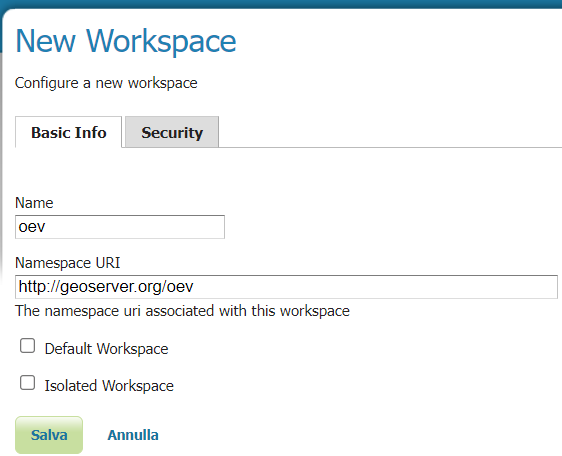 New Workspace
Configure a new workspace
Basic Info Security
Name
oev
Namespace URI
http://geoserver.org/oev
The namespace uri associated with this workspace
Default Workspace
Isolated Workspace
Salva Annulla